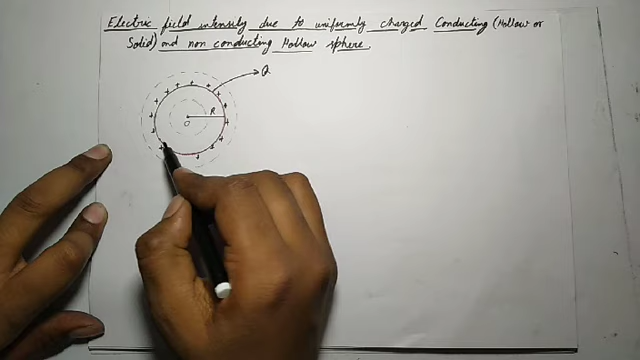 Electric field intensity due to uniformly charged Conducting (Hollow or
Solid) and non conducting Hollow sphere.
Q
R
O